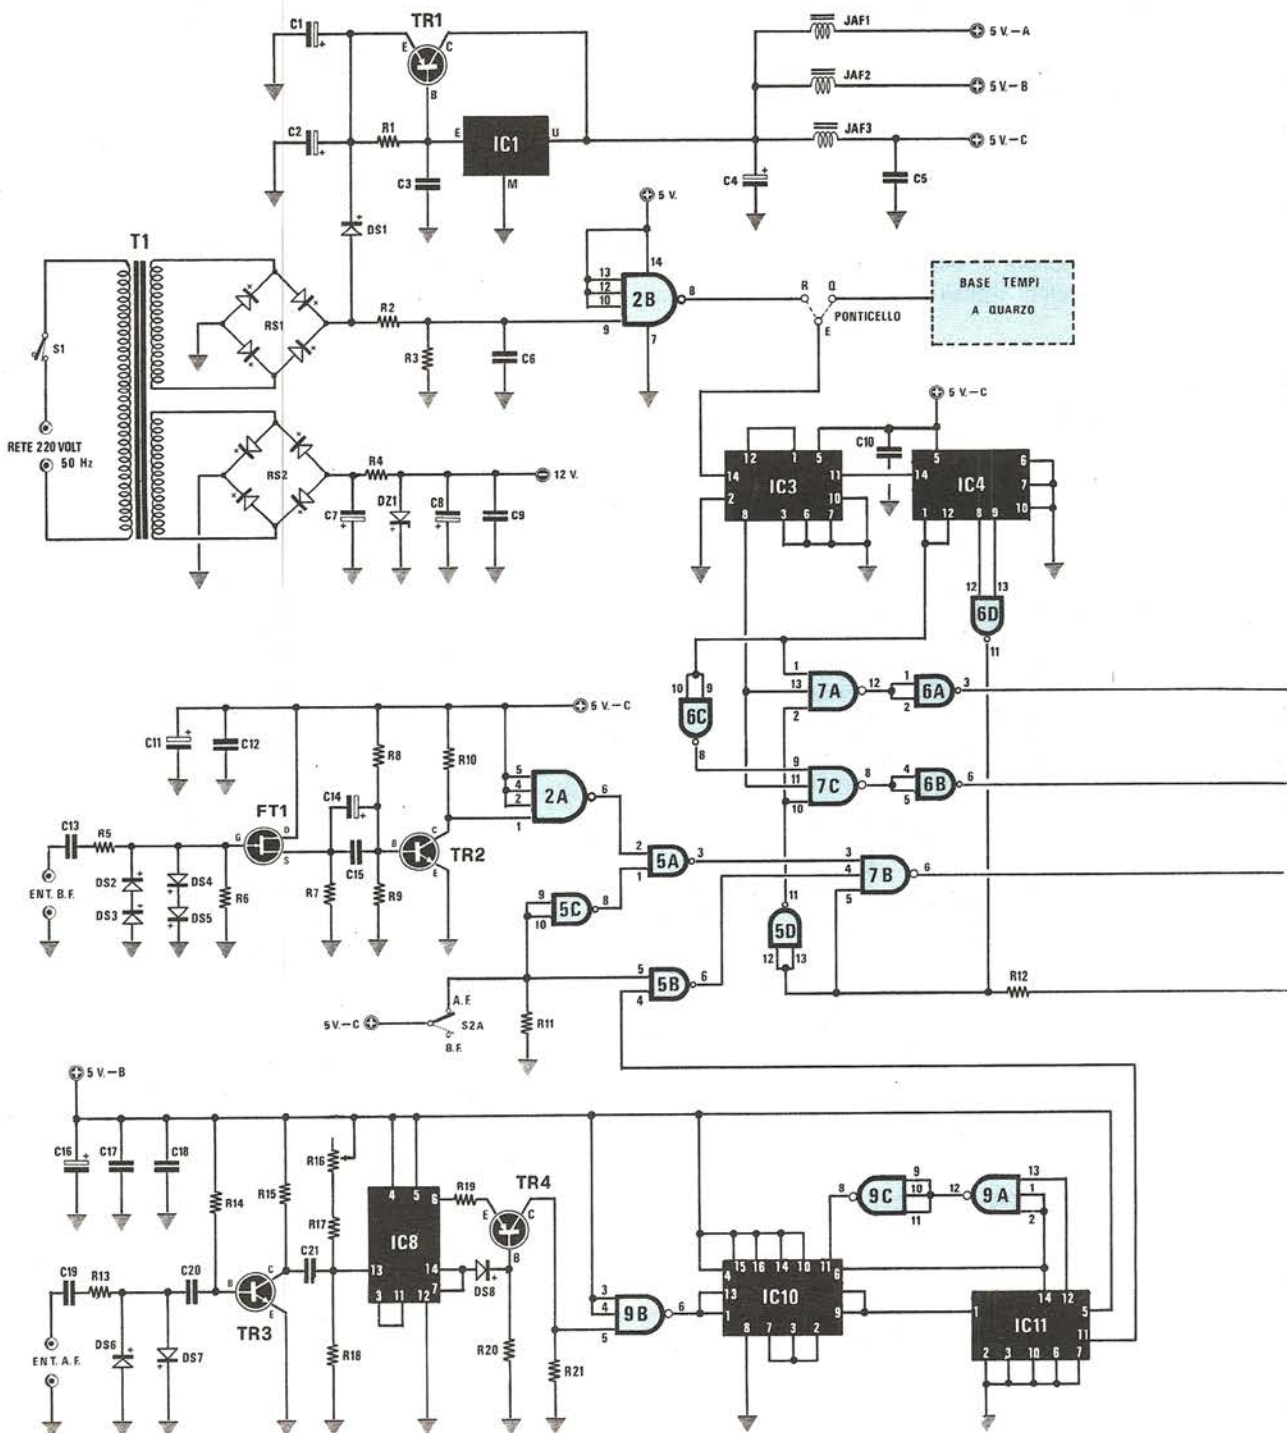 C1
TR1
E
C
B
JAF1
5 V.-A
JAF2
5 V.-B
JAF3
5 V.-C
C2
R1
E
IC1
U
M
C3
C4
C5
DS1
5 V.
T1
14
13
12
10
9
2B
8
7
R
Q
E
PONTICELLO
BASE TEMPI
A QUARZO
RS1
R2
R3
C6
S1
RETE 220 VOLT
50 Hz
RS2
R4
12 V.
C7
DZ1
C8
C9
5 V.-C
C10
12
1
5
14
2
IC3
11
10
8
3
6
7
5
14
IC4
6
7
10
1
12
8
9
12
13
6D
11
10
9
6C
8
1
13
2
7A
12
1
2
6A
3
9
11
10
7C
8
4
5
6B
6
5 V.-C
C11
C12
R8
R10
5
4
2
1
2A
6
C13
R5
FT1
G
D
S
C14
C15
B
C
E
TR2
ENT. B.F.
DS2
DS3
DS4
DS5
R6
R7
R9
2
1
5A
3
9
10
5C
8
3
4
5
7B
6
11
5D
12
13
5
4
5B
6
R12
5 V.-C
A.F.
S2A
B.F.
R11
5 V.-B
C16
C17
C18
R14
R15
R16
R17
4
5
6
IC8
13
14
7
3
11
12
R19
TR4
E
C
B
DS8
C19
R13
C20
B
C
E
TR3
C21
R18
R20
R21
ENT. A.F.
DS6
DS7
3
4
5
9B
6
8
9C
9
10
11
12
9A
13
1
2
15
16
14
10
11
4
13
1
IC10
6
9
8
7
3
2
14
12
1
IC11
5
11
2
3
10
6
7